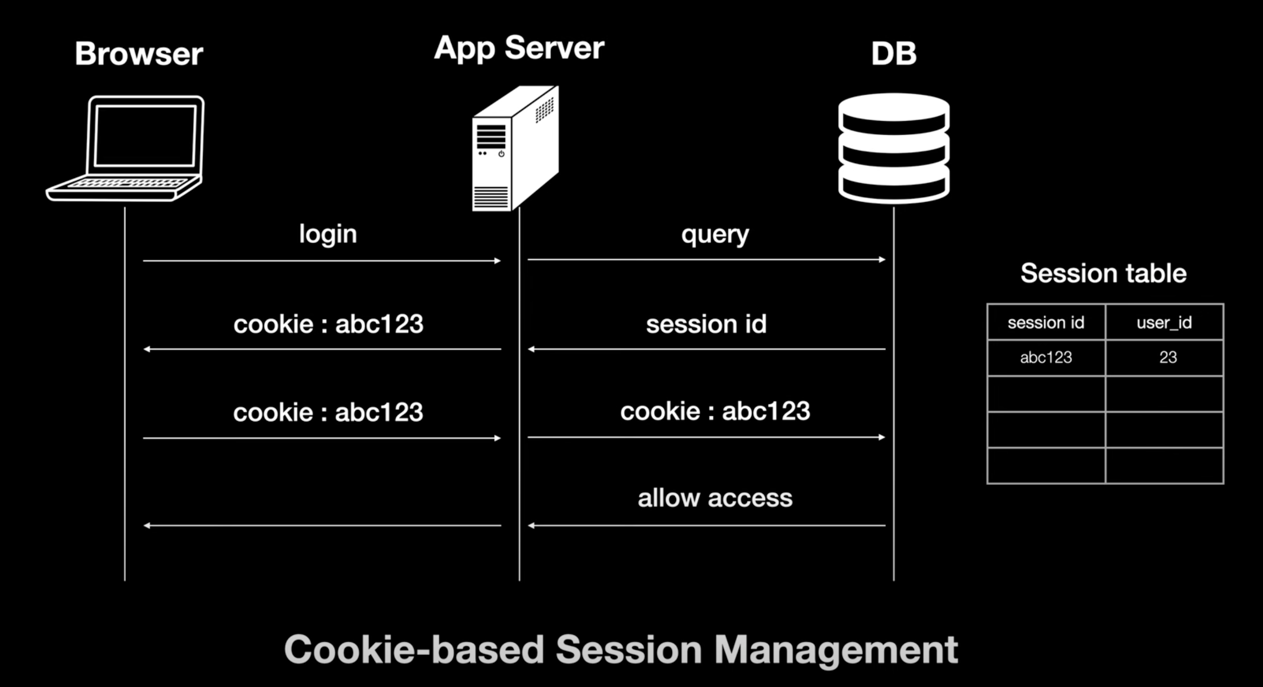 Browser
App Server
DB
login
query
cookie : abc123
session id
cookie : abc123
cookie : abc123
allow access
Session table
session id user_id
abc123 23
Cookie-based Session Management